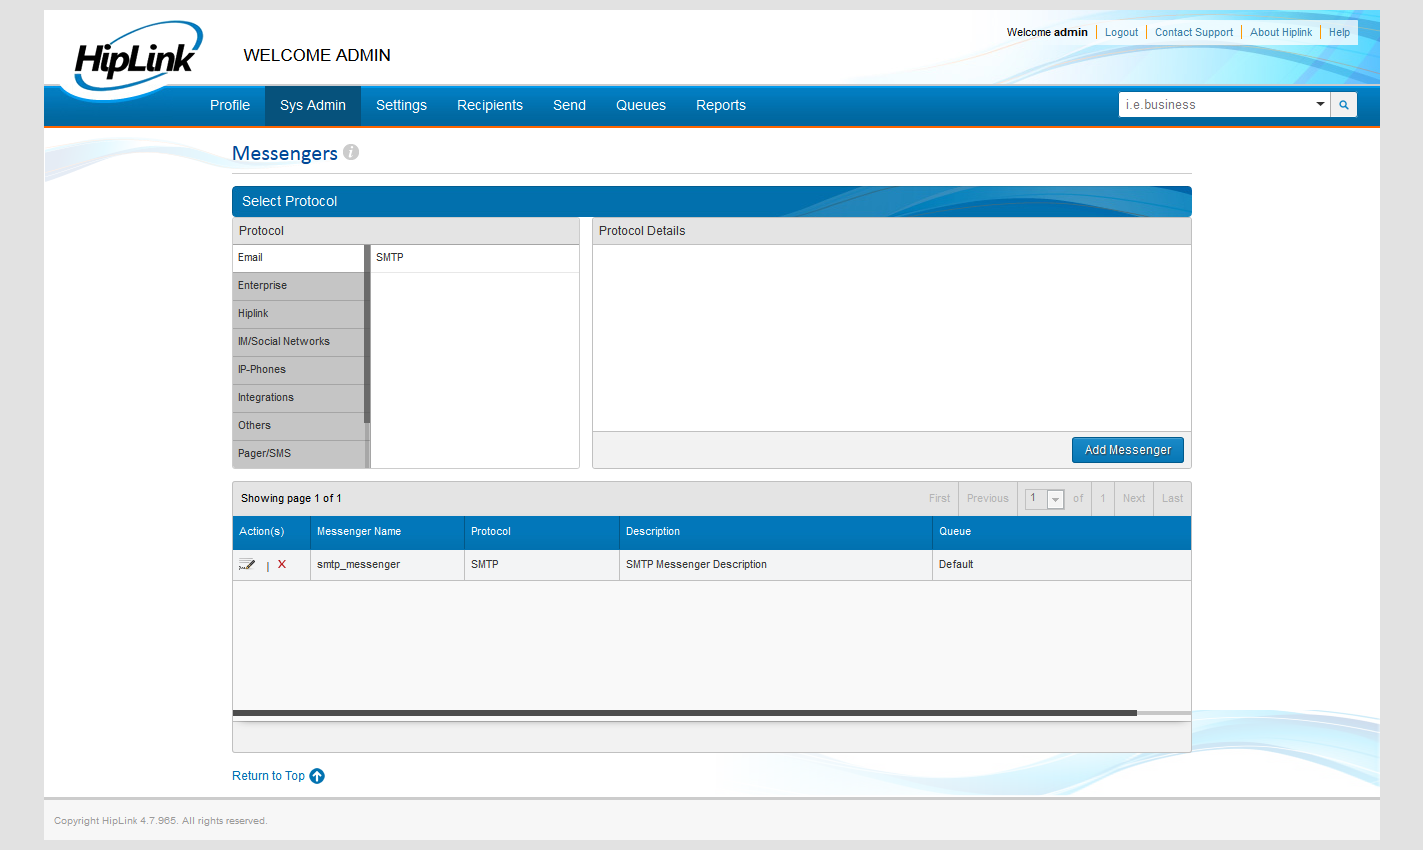 HipLink
WELCOME ADMIN
Welcome admin Logout Contact Support About Hiplink Help
Profile Sys Admin Settings Recipients Send Queues Reports
i.e.business
Messengers i
Select Protocol
Protocol
Protocol Details
Email
SMTP
Enterprise
Hiplink
IM/Social Networks
IP-Phones
Integrations
Others
Pager/SMS
Add Messenger
Showing page 1 of 1
First Previous 1 of 1 Next Last
Action(s) Messenger Name Protocol Description Queue
| X smtp_messenger SMTP SMTP Messenger Description Default
Return to Top
Copyright HipLink 4.7.965. All rights reserved.